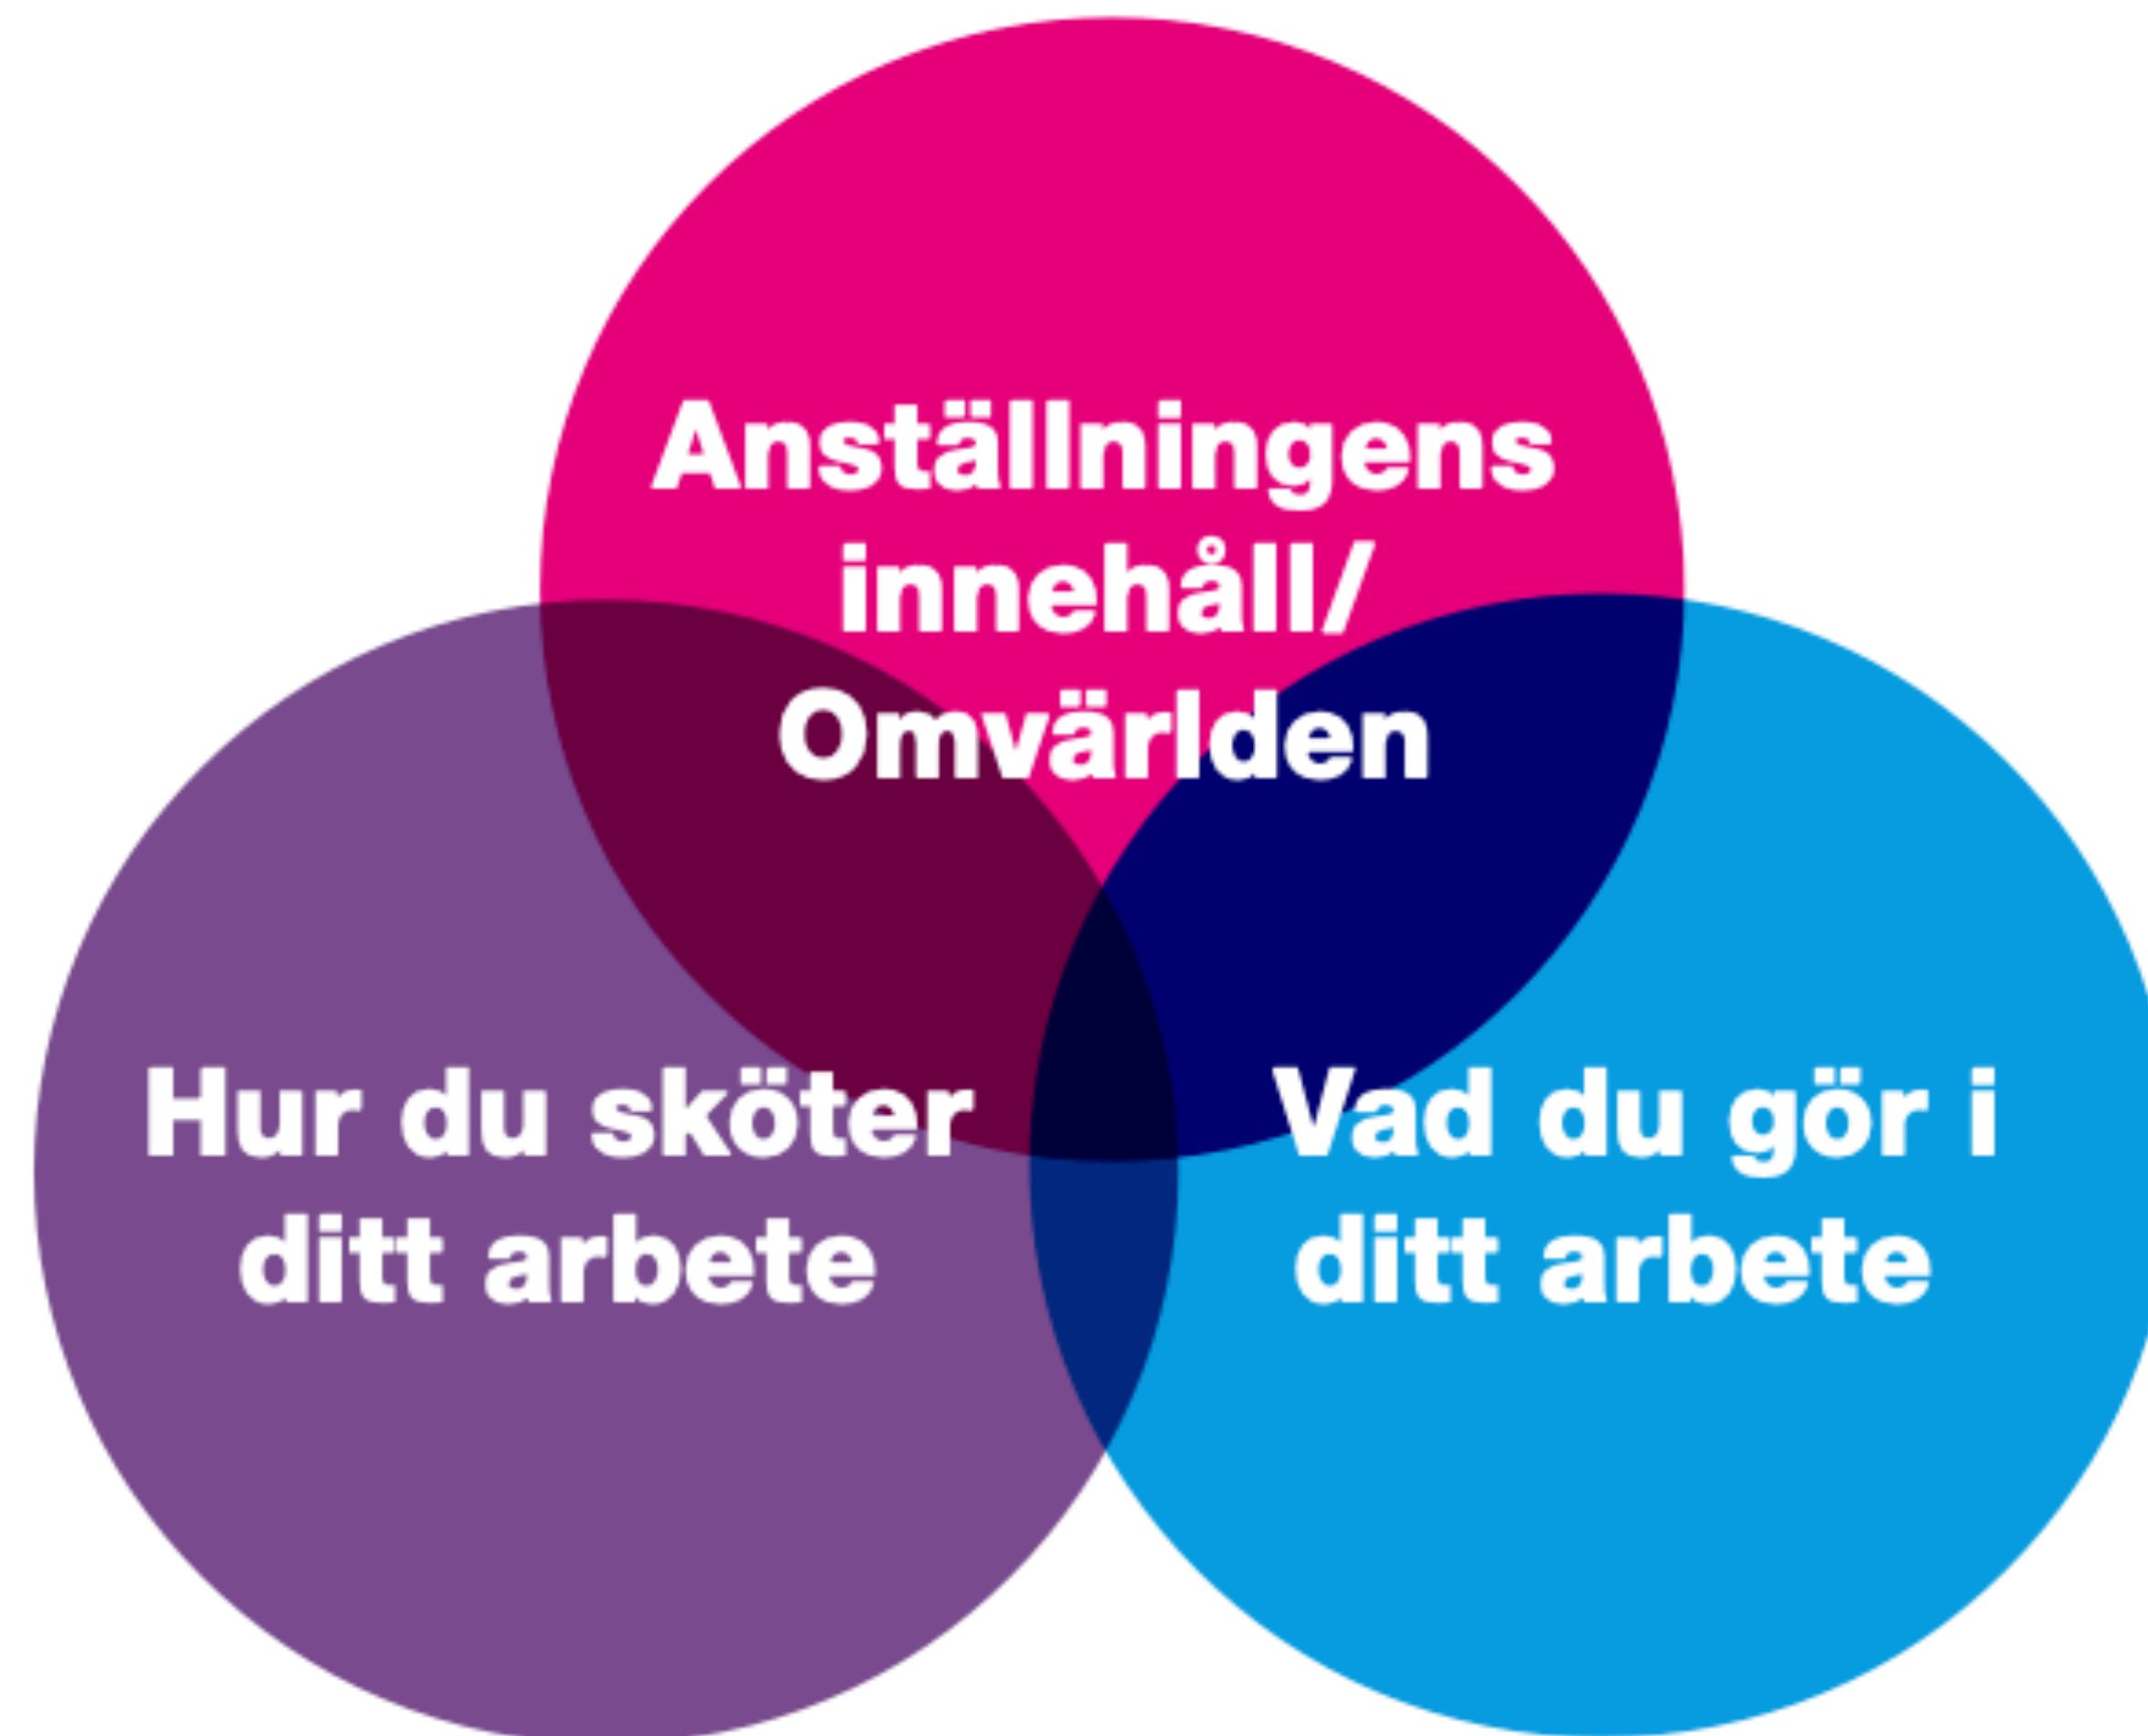 Anställningens
innehåll/
Omvärlden
Hur du sköter
ditt arbete
Vad du gör i
ditt arbete